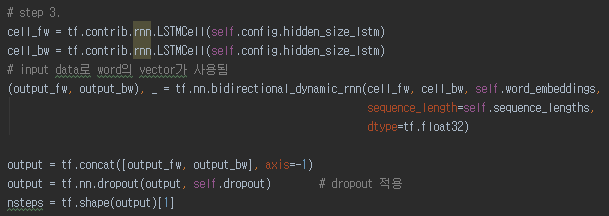 # step 3.
cell_fw = tf.contrib.rnn.LSTMCell(self.config.hidden_size_lstm)
cell_bw = tf.contrib.rnn.LSTMCell(self.config.hidden_size_lstm)
# input data로 word의 vector가 사용됨
(output_fw, output_bw), _ = tf.nn.bidirectional_dynamic_rnn(cell_fw, cell_bw, self.word_embeddings,
sequence_length=self.sequence_lengths,
dtype=tf.float32)
output = tf.concat([output_fw, output_bw], axis=-1)
output = tf.nn.dropout(output, self.dropout) # dropout 적용
nsteps = tf.shape(output)[1]